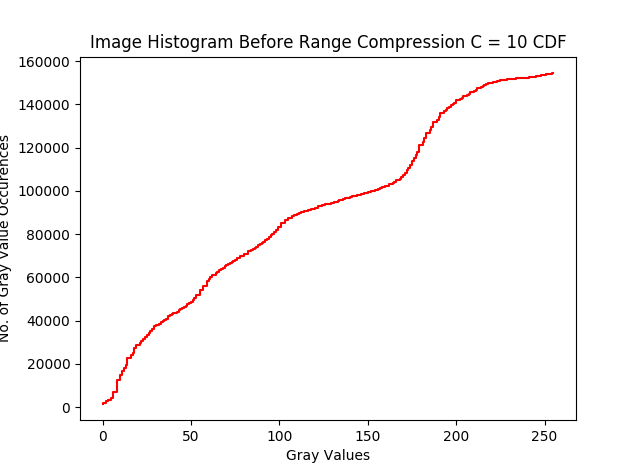 Image Histogram Before Range Compression C = 10 CDF
160000
140000
120000
100000
80000
60000
40000
20000
0
No. of Gray Value Occurences
0 50 100 150 200 250
Gray Values